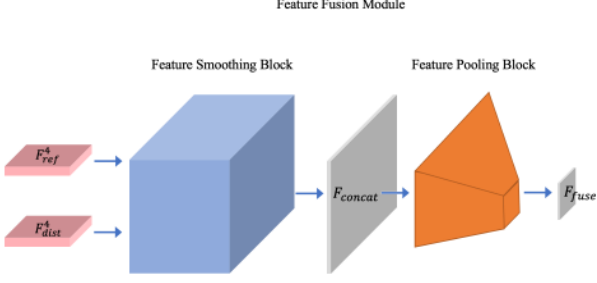 Feature Fusion Module
Feature Smoothing Block
Feature Pooling Block
F⁴ref
F⁴dist
Fconcat
Ffuse